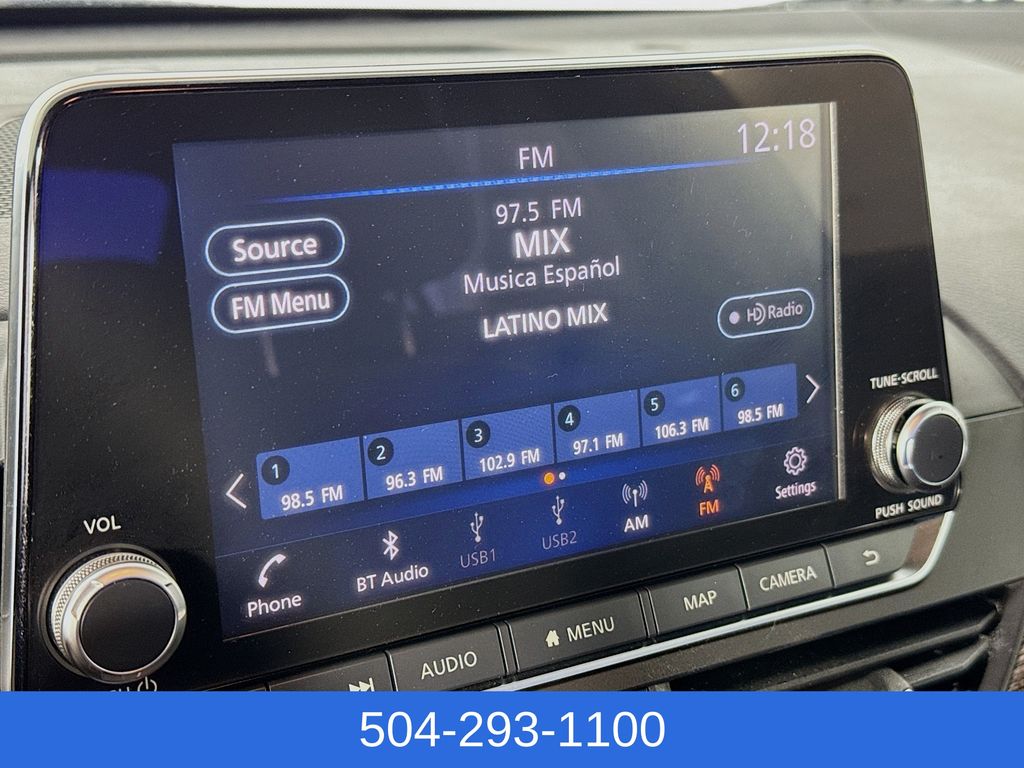 12:18
FM
97.5 FM
MIX
Musica Español
LATINO MIX
Source
FM Menu
HD Radio
TUNE·SCROLL
PUSH SOUND
1 98.5 FM
2 96.3 FM
3 102.9 FM
4 97.1 FM
5 106.3 FM
6 98.5 FM
Phone
BT Audio
USB1
USB2
AM
FM
Settings
VOL
AUDIO
MENU
MAP
CAMERA
504-293-1100